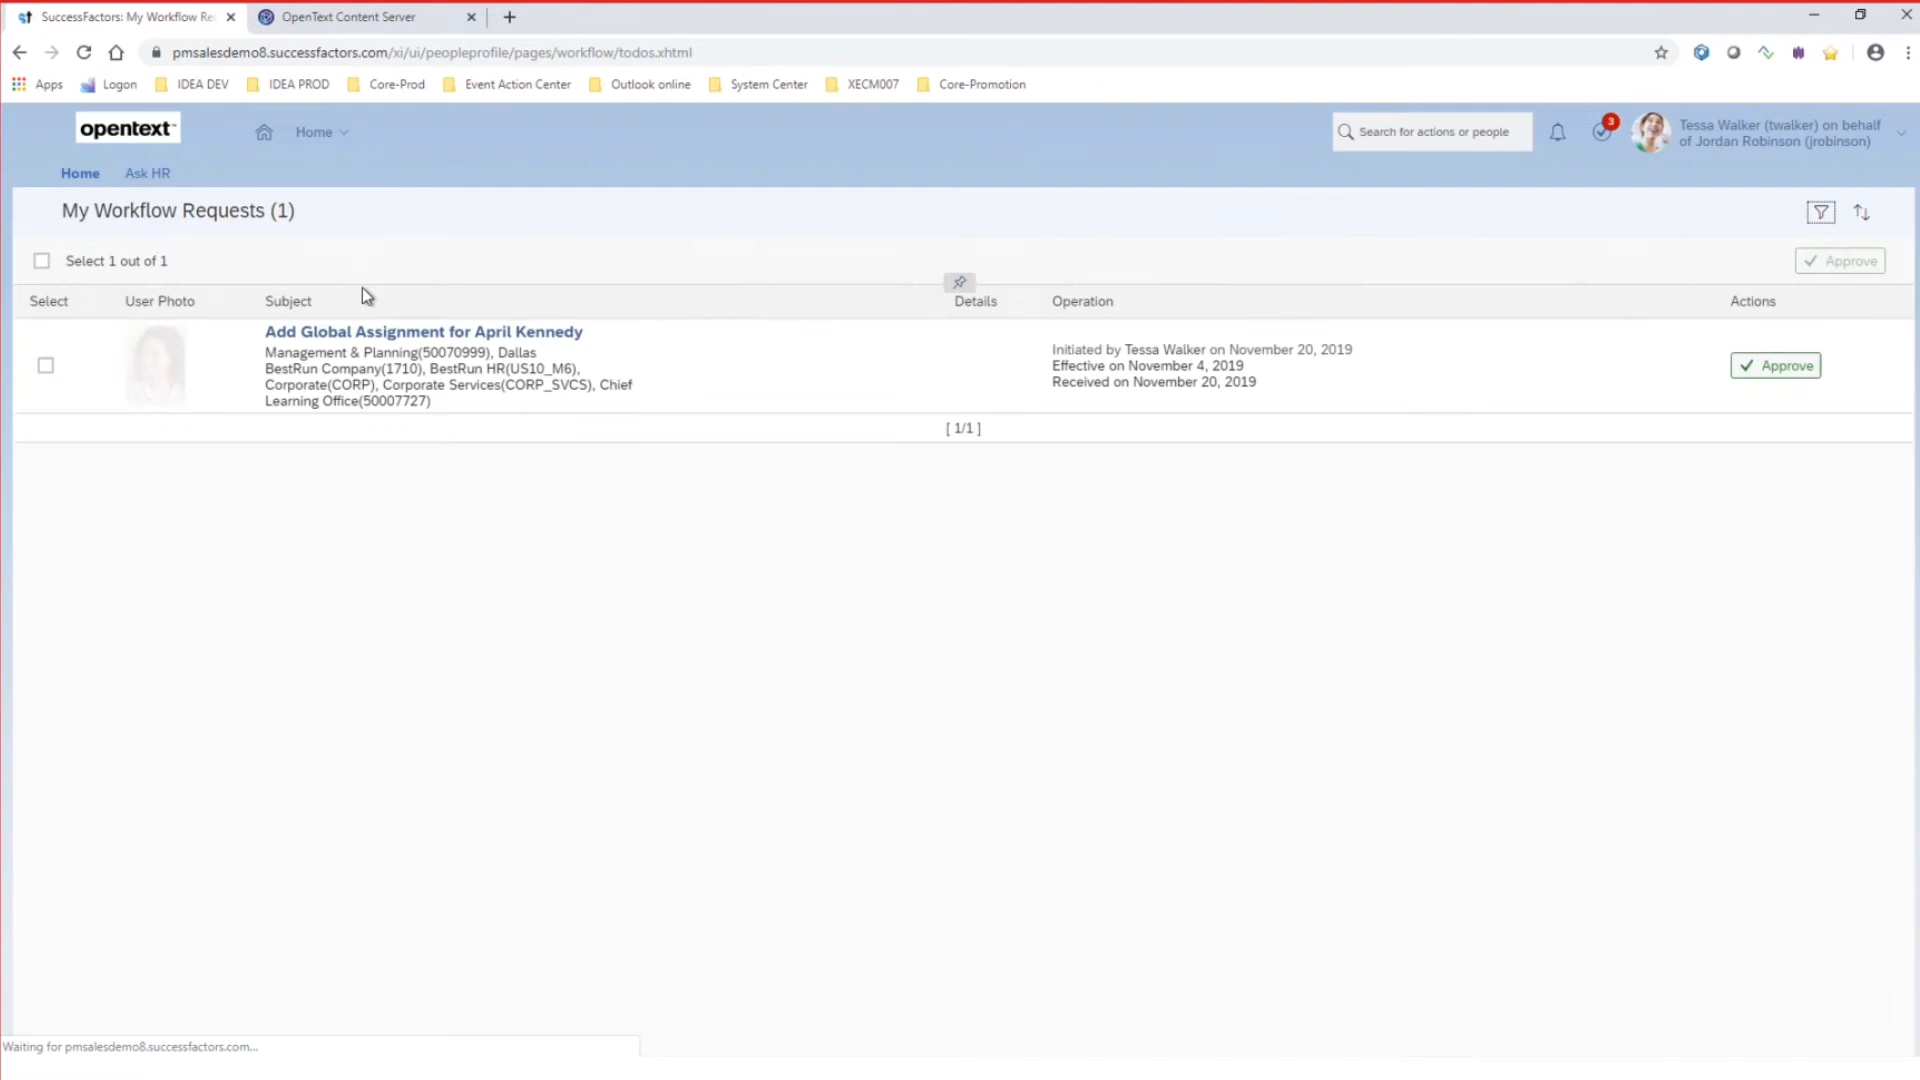 SuccessFactors: My Workflow Re
OpenText Content Server
pmsalesdemo8.successfactors.com/xi/ui/peopleprofile/pages/workflow/todos.xhtml
Apps Logon IDEA DEV IDEA PROD Core-Prod Event Action Center Outlook online System Center XECM007 Core-Promotion
opentext™
Home
Search for actions or people
3
Tessa Walker (twalker) on behalf
of Jordan Robinson (jrobinson)
Home Ask HR
My Workflow Requests (1)
Select 1 out of 1
Approve
Select User Photo Subject Details Operation Actions
Add Global Assignment for April Kennedy
Management & Planning(50070999), Dallas
BestRun Company(1710), BestRun HR(US10_M6),
Corporate(CORP), Corporate Services(CORP_SVCS), Chief
Learning Office(50007727)
Initiated by Tessa Walker on November 20, 2019
Effective on November 4, 2019
Received on November 20, 2019
Approve
[ 1/1 ]
Waiting for pmsalesdemo8.successfactors.com...